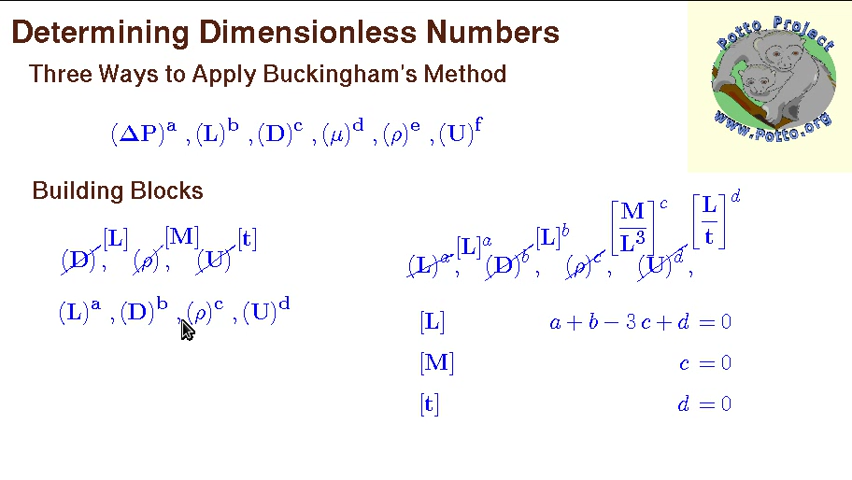 Determining Dimensionless Numbers
Three Ways to Apply Buckingham's Method
Potto Project
www.Potto.org
(ΔP)^a , (L)^b , (D)^c , (μ)^d , (ρ)^e , (U)^f
Building Blocks
[L] [M] [t]
(D) , (ρ) , (U)
(L)^a , (D)^b , (ρ)^c , (U)^d
[L]^a [L]^b [M/L^3]^c [L/t]^d
(L)^a , (D)^b , (ρ)^c , (U)^d ,
[L] a + b − 3 c + d = 0
[M] c = 0
[t] d = 0